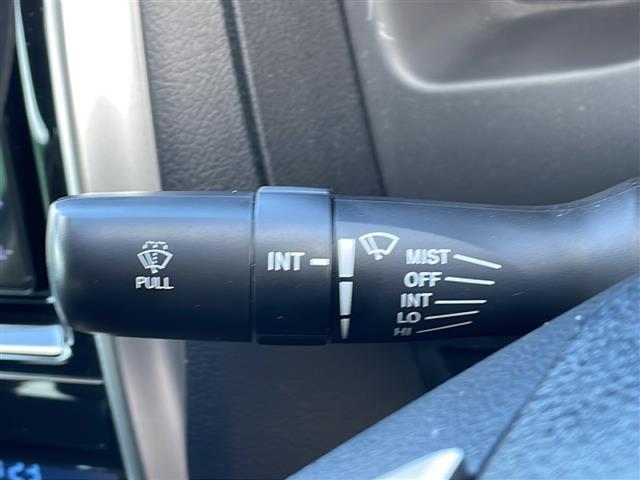 PULL
INT
MIST
OFF
INT
LO
HI